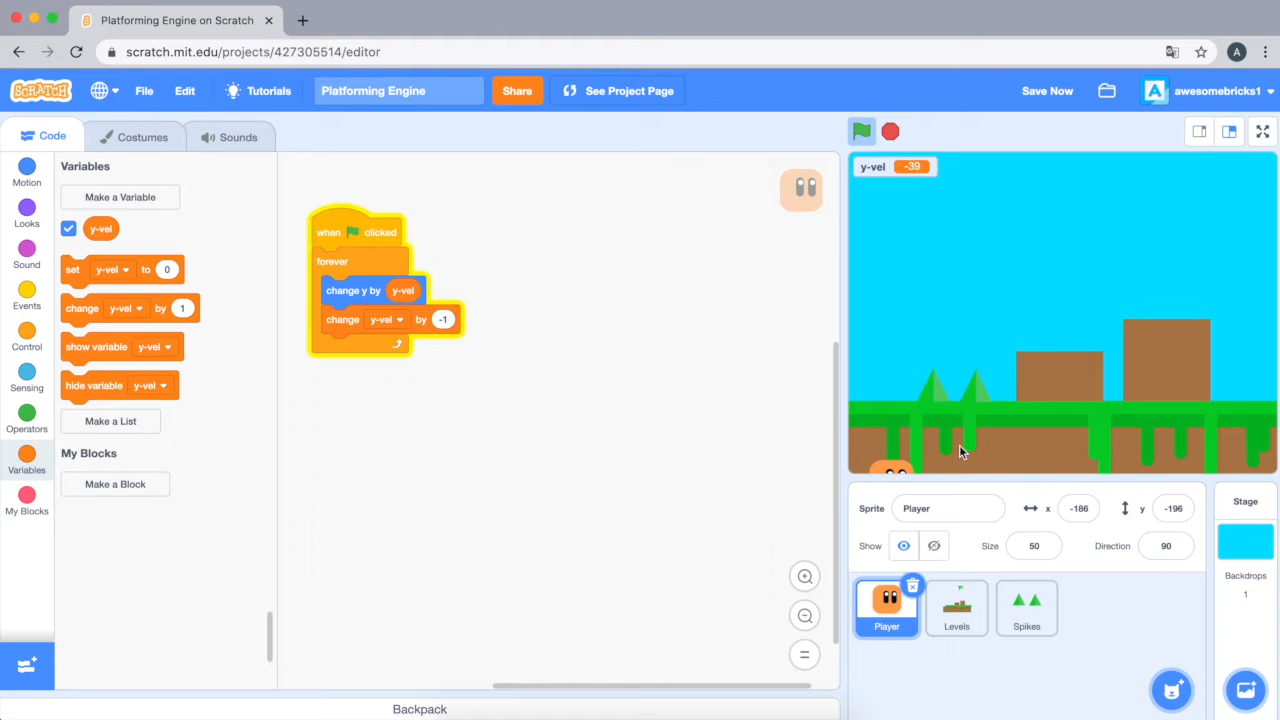 Platforming Engine on Scratch
scratch.mit.edu/projects/427305514/editor
A
SCRATCH
File
Edit
Tutorials
Platforming Engine
Share
See Project Page
Save Now
A
awesomebricks1
Code
Costumes
Sounds
Motion
Looks
Sound
Events
Control
Sensing
Operators
Variables
My Blocks
Variables
Make a Variable
y-vel
set y-vel to 0
change y-vel by 1
show variable y-vel
hide variable y-vel
Make a List
My Blocks
Make a Block
when clicked
forever
change y by y-vel
change y-vel by -1
y-vel -39
Sprite Player x -186 y -196
Show Size 50 Direction 90
Player
Levels
Spikes
Stage
Backdrops
1
Backpack